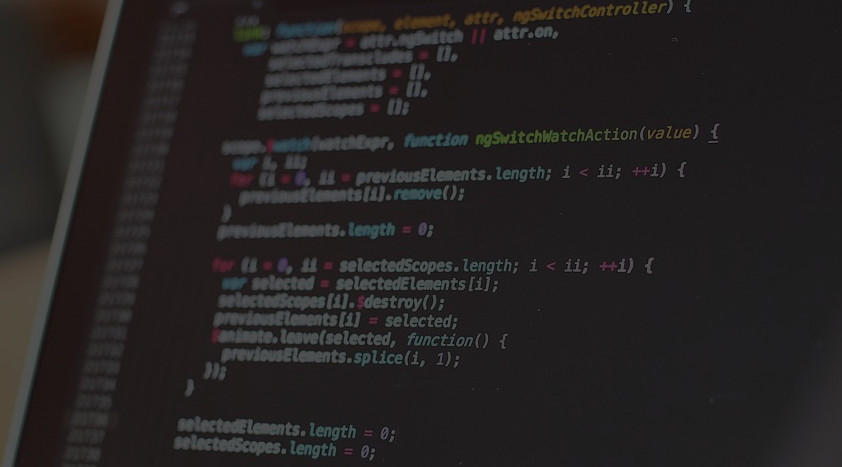 link: function(scope, element, attr, ngSwitchController) {
var watchExpr = attr.ngSwitch || attr.on,
selectedTranscludes = [],
selectedElements = [],
previousElements = [],
selectedScopes = [];
scope.$watch(watchExpr, function ngSwitchWatchAction(value) {
var i, ii;
for (i = 0, ii = previousElements.length; i < ii; ++i) {
previousElements[i].remove();
}
previousElements.length = 0;
for (i = 0, ii = selectedScopes.length; i < ii; ++i) {
var selected = selectedElements[i];
selectedScopes[i].$destroy();
previousElements[i] = selected;
$animate.leave(selected, function() {
previousElements.splice(i, 1);
});
}
selectedElements.length = 0;
selectedScopes.length = 0;